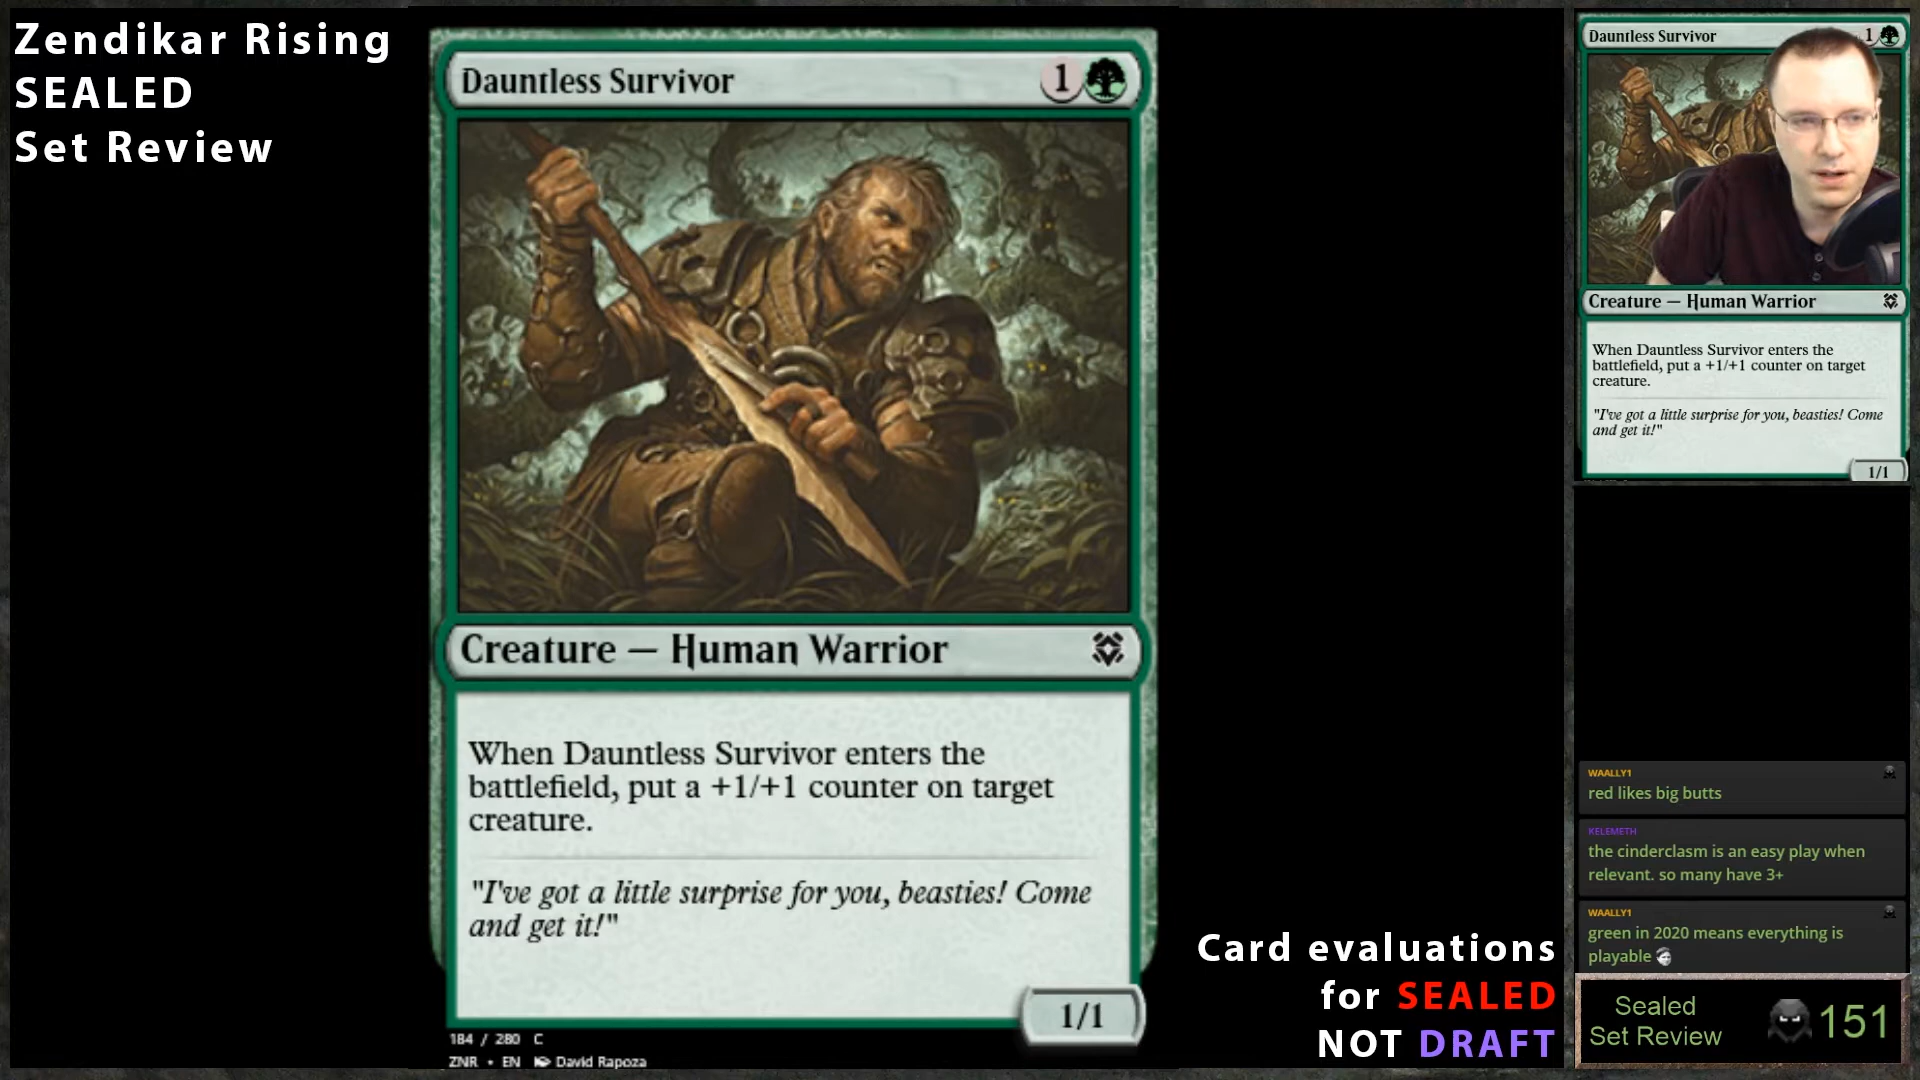 Zendikar Rising
SEALED
Set Review
Dauntless Survivor
1
Creature — Human Warrior
When Dauntless Survivor enters the
battlefield, put a +1/+1 counter on target
creature.
"I've got a little surprise for you, beasties! Come
and get it!"
1/1
184 / 280 C
ZNR • EN David Rapoza
Card evaluations
for SEALED
NOT DRAFT
Dauntless Survivor
1
Creature — Human Warrior
When Dauntless Survivor enters the
battlefield, put a +1/+1 counter on target
creature.
"I've got a little surprise for you, beasties! Come
and get it!"
1/1
WAALLY1
red likes big butts
KELEMETH
the cinderclasm is an easy play when
relevant. so many have 3+
WAALLY1
green in 2020 means everything is
playable
Sealed
Set Review
151